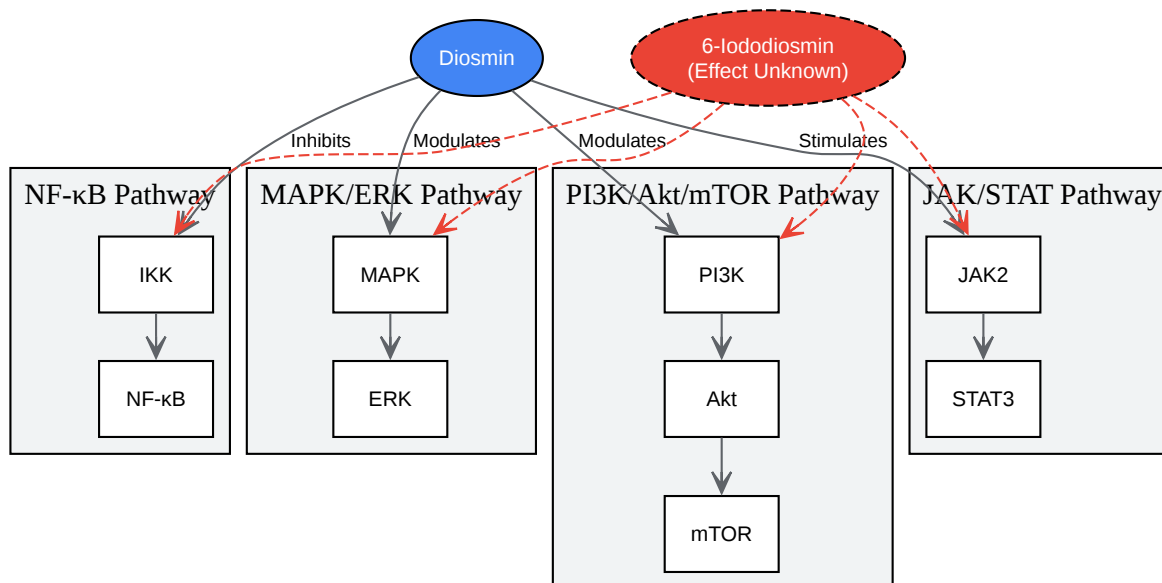 Diosmin
6-Iododiosmin
(Effect Unknown)
Inhibits
Modulates
Modulates
Stimulates
NF-κB Pathway
MAPK/ERK Pathway
PI3K/Akt/mTOR Pathway
JAK/STAT Pathway
IKK
MAPK
PI3K
JAK2
NF-κB
ERK
Akt
STAT3
mTOR